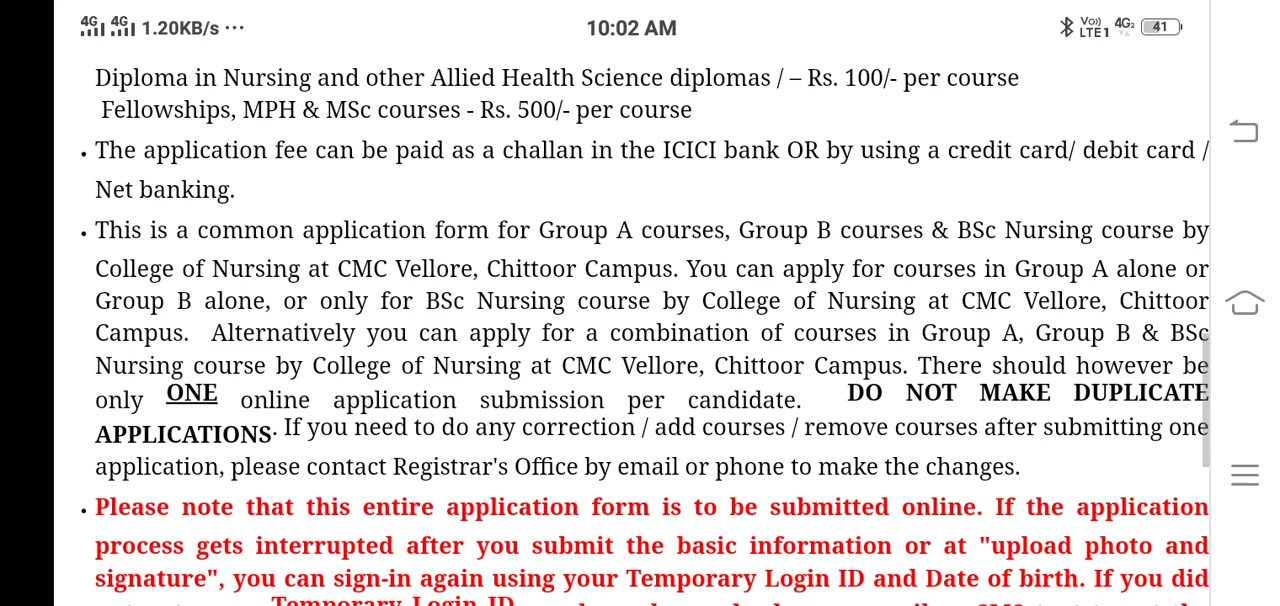 4G 4G 1.20KB/s ··· 10:02 AM Vo)) LTE1 4G2 41
Diploma in Nursing and other Allied Health Science diplomas / – Rs. 100/- per course
Fellowships, MPH & MSc courses - Rs. 500/- per course
• The application fee can be paid as a challan in the ICICI bank OR by using a credit card/ debit card /
Net banking.
• This is a common application form for Group A courses, Group B courses & BSc Nursing course by
College of Nursing at CMC Vellore, Chittoor Campus. You can apply for courses in Group A alone or
Group B alone, or only for BSc Nursing course by College of Nursing at CMC Vellore, Chittoor
Campus. Alternatively you can apply for a combination of courses in Group A, Group B & BSc
Nursing course by College of Nursing at CMC Vellore, Chittoor Campus. There should however be
only ONE online application submission per candidate. DO NOT MAKE DUPLICATE
APPLICATIONS. If you need to do any correction / add courses / remove courses after submitting one
application, please contact Registrar's Office by email or phone to make the changes.
• Please note that this entire application form is to be submitted online. If the application
process gets interrupted after you submit the basic information or at "upload photo and
signature", you can sign-in again using your Temporary Login ID and Date of birth. If you did
Temporary Login ID